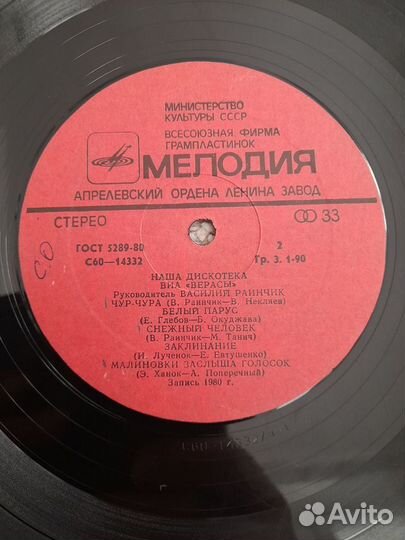 МИНИСТЕРСТВО
КУЛЬТУРЫ СССР
ВСЕСОЮЗНАЯ ФИРМА
ГРАМПЛАСТИНОК
МЕЛОДИЯ
АПРЕЛЕВСКИЙ ОРДЕНА ЛЕНИНА ЗАВОД
СТЕРЕО
33
ГОСТ 5289-80
2
С60—14332
Гр. 3. 1-90
С.О
НАША ДИСКОТЕКА
ВИА «ВЕРАСЫ»
Руководитель ВАСИЛИЙ РАИНЧИК
ЧУР-ЧУРА (В. Раинчик—В. Некляев)
БЕЛЫЙ ПАРУС
(Е. Глебов—Б. Окуджава)
СНЕЖНЫЙ ЧЕЛОВЕК
(В. Раинчик—М. Танич)
ЗАКЛИНАНИЕ
(И. Лученок—Е. Евтушенко)
МАЛИНОВКИ ЗАСЛЫША ГОЛОСОК
(Э. Ханок—А. Поперечный)
Запись 1980 г.
Avito